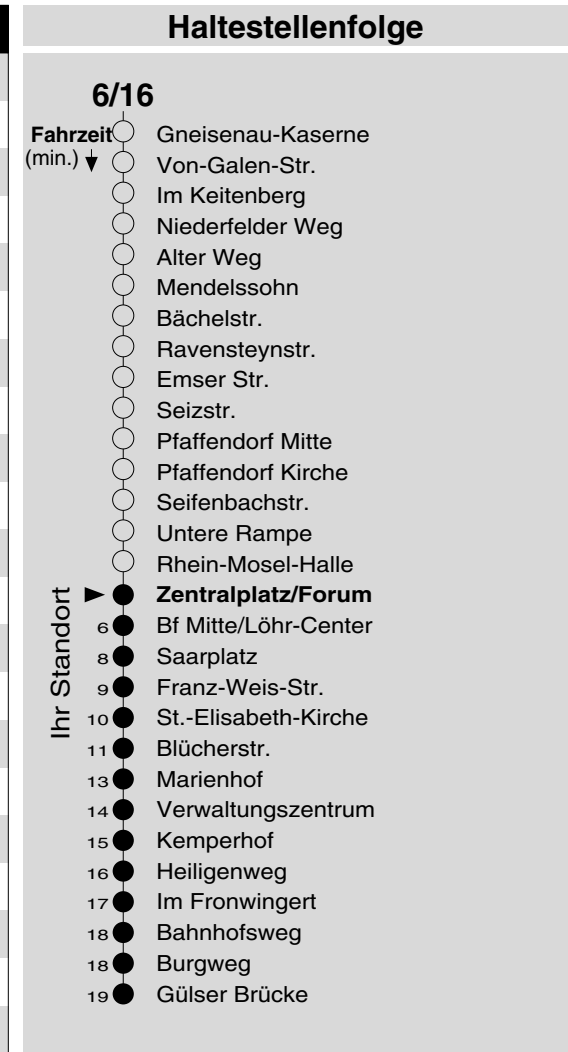 Haltestellenfolge
6/16
Fahrzeit
(min.)
Gneisenau-Kaserne
Von-Galen-Str.
Im Keitenberg
Niederfelder Weg
Alter Weg
Mendelssohn
Bächelstr.
Ravensteynstr.
Emser Str.
Seizstr.
Pfaffendorf Mitte
Pfaffendorf Kirche
Seifenbachstr.
Untere Rampe
Rhein-Mosel-Halle
Ihr Standort
Zentralplatz/Forum
6 Bf Mitte/Löhr-Center
8 Saarplatz
9 Franz-Weis-Str.
10 St.-Elisabeth-Kirche
11 Blücherstr.
13 Marienhof
14 Verwaltungszentrum
15 Kemperhof
16 Heiligenweg
17 Im Fronwingert
18 Bahnhofsweg
18 Burgweg
19 Gülser Brücke